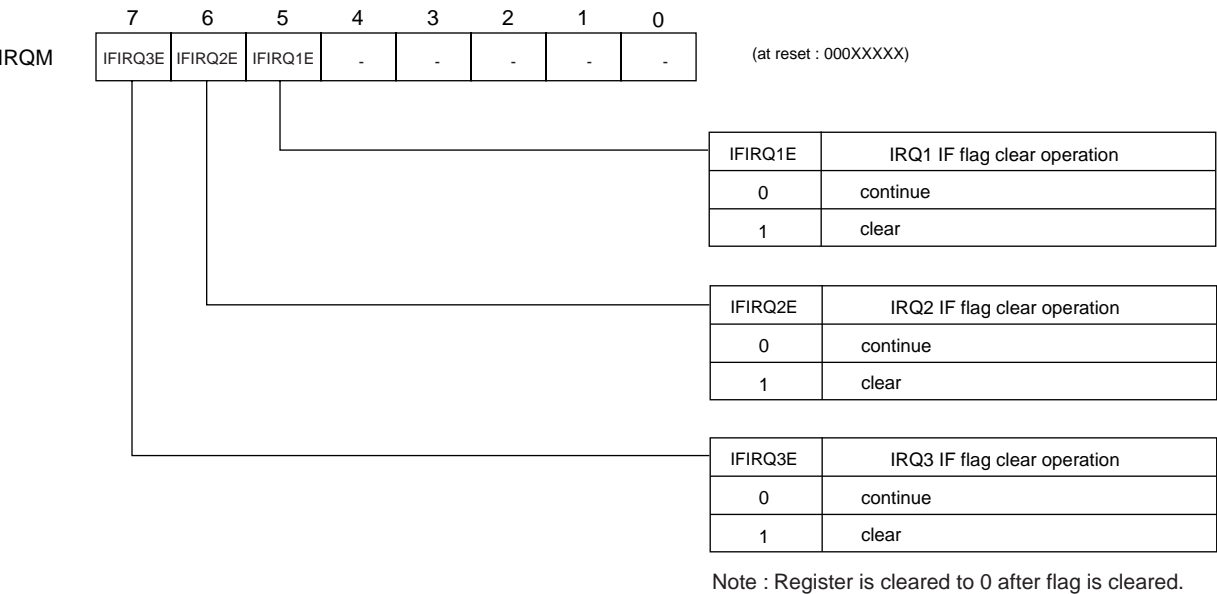 7 6 5 4 3 2 1 0
IRQM IFIRQ3E IFIRQ2E IFIRQ1E - - - - - (at reset : 000XXXXX)
IFIRQ1E IRQ1 IF flag clear operation
0 continue
1 clear
IFIRQ2E IRQ2 IF flag clear operation
0 continue
1 clear
IFIRQ3E IRQ3 IF flag clear operation
0 continue
1 clear
Note : Register is cleared to 0 after flag is cleared.